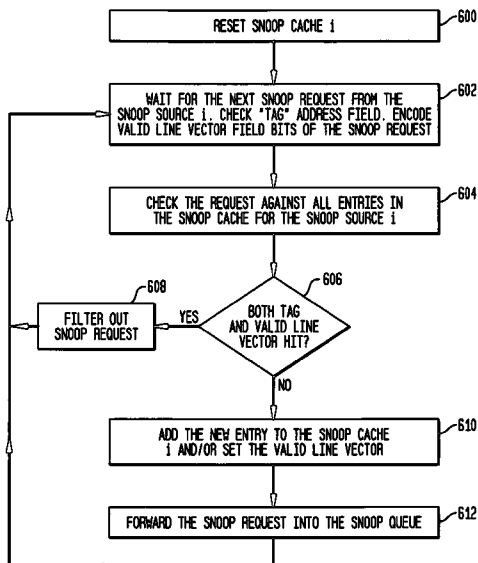 RESET SNOOP CACHE i
600
WAIT FOR THE NEXT SNOOP REQUEST FROM THE
SNOOP SOURCE i. CHECK "TAG" ADDRESS FIELD. ENCODE
VALID LINE VECTOR FIELD BITS OF THE SNOOP REQUEST
602
CHECK THE REQUEST AGAINST ALL ENTRIES IN
THE SNOOP CACHE FOR THE SNOOP SOURCE i
604
606
608
BOTH TAG
AND VALID LINE
VECTOR HIT?
YES
FILTER OUT
SNOOP REQUEST
NO
ADD THE NEW ENTRY TO THE SNOOP CACHE
i AND/OR SET THE VALID LINE VECTOR
610
FORWARD THE SNOOP REQUEST INTO THE SNOOP QUEUE
612